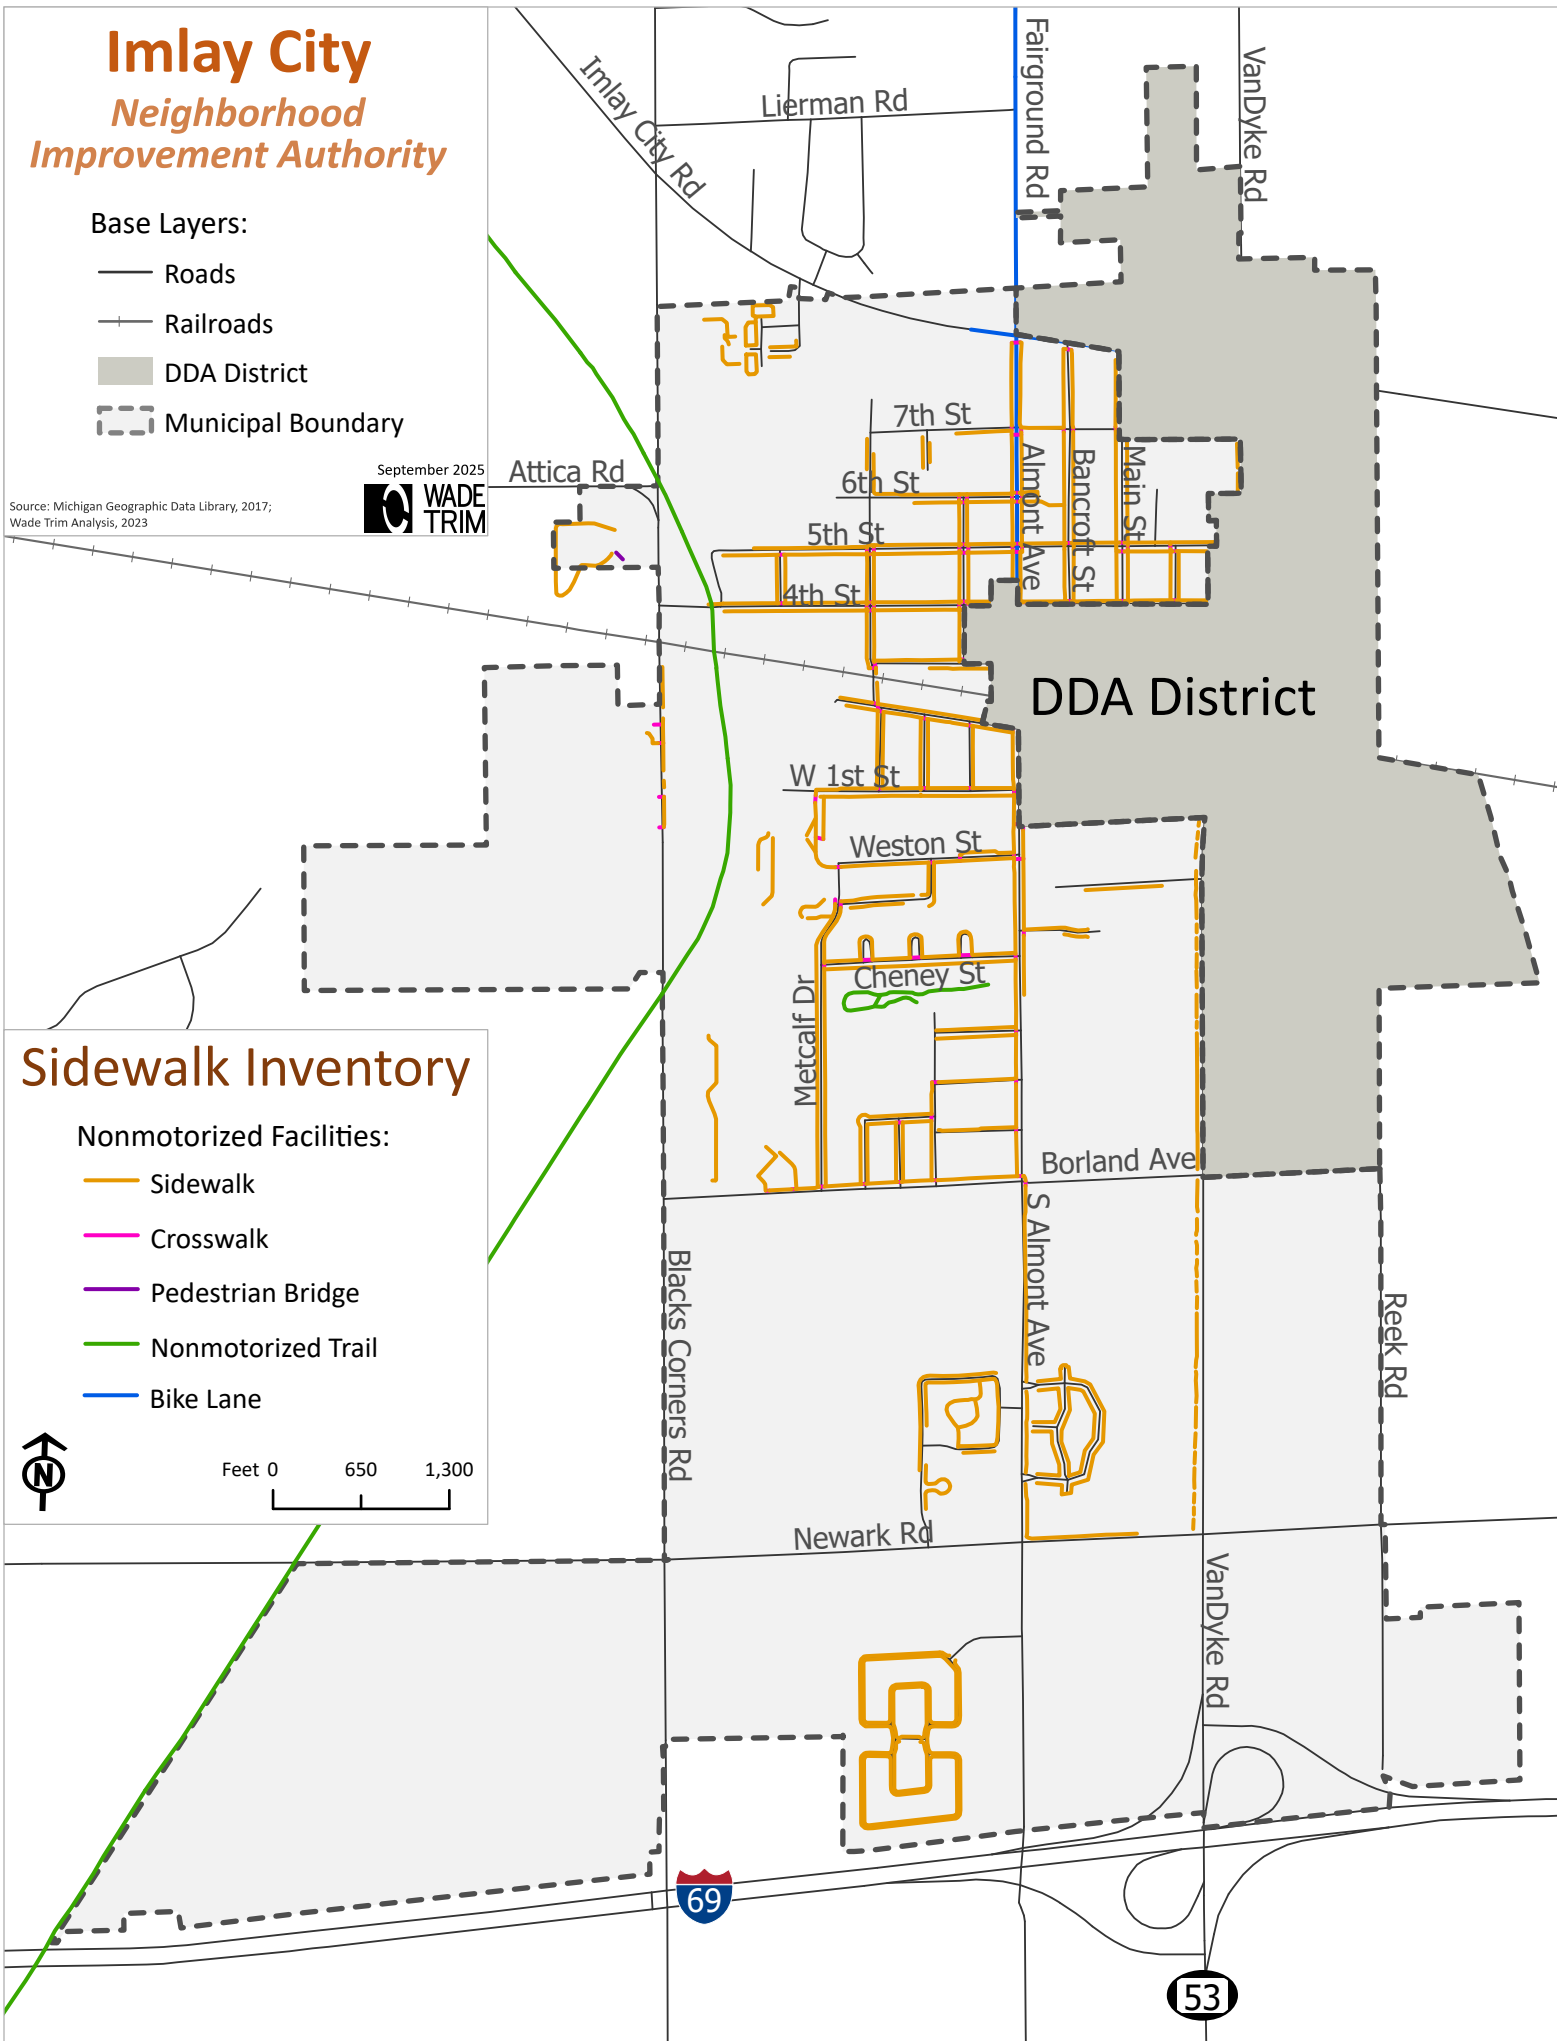 Imlay City
Neighborhood
Improvement Authority
Base Layers:
Roads
Railroads
DDA District
Municipal Boundary
September 2025
WADE
TRIM
Source: Michigan Geographic Data Library, 2017;
Wade Trim Analysis, 2023
Imlay City Rd
Lierman Rd
Fairground Rd
VanDyke Rd
Attica Rd
7th St
6th St
5th St
4th St
Almont Ave
Bancroft St
Main St
DDA District
W 1st St
Weston St
Cheney St
Metcalf Dr
Borland Ave
Sidewalk Inventory
Nonmotorized Facilities:
Sidewalk
Crosswalk
Pedestrian Bridge
Nonmotorized Trail
Bike Lane
N
Feet 0 650 1,300
Blacks Corners Rd
S Almont Ave
Reek Rd
Newark Rd
VanDyke Rd
69
53